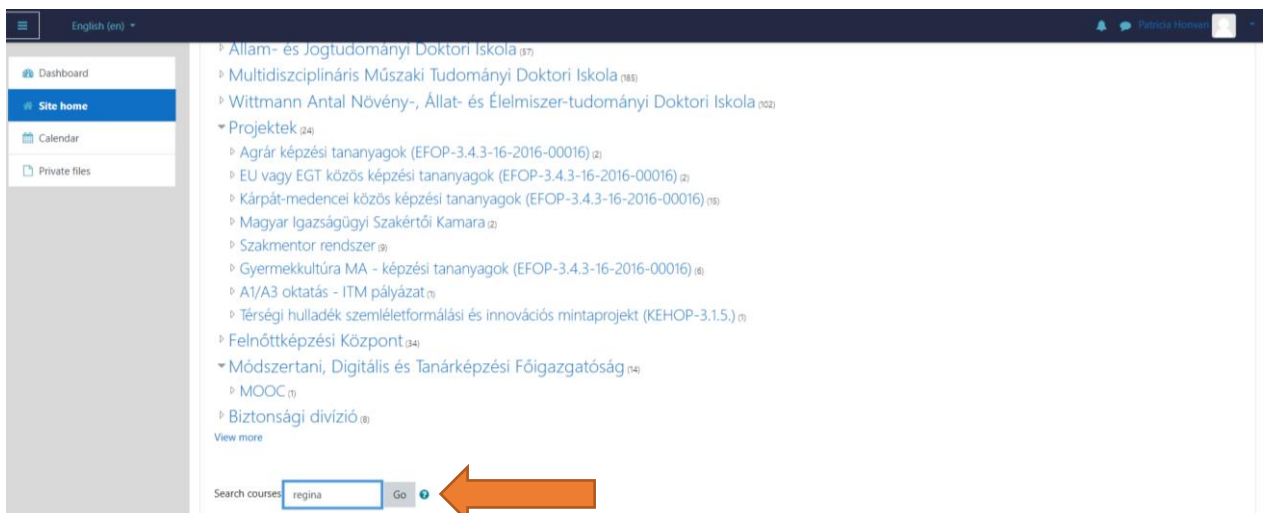 English (en)
Patricia Honvari
Dashboard
Site home
Calendar
Private files
Állam- és Jogtudományi Doktori Iskola (57)
Multidiszciplináris Műszaki Tudományi Doktori Iskola (185)
Wittmann Antal Növény-, Állat- és Élelmiszer-tudományi Doktori Iskola (102)
Projektek (24)
Agrár képzési tananyagok (EFOP-3.4.3-16-2016-00016) (2)
EU vagy EGT közös képzési tananyagok (EFOP-3.4.3-16-2016-00016) (2)
Kárpát-medencei közös képzési tananyagok (EFOP-3.4.3-16-2016-00016) (15)
Magyar Igazságügyi Szakértői Kamara (2)
Szakmentor rendszer (9)
Gyermekkultúra MA - képzési tananyagok (EFOP-3.4.3-16-2016-00016) (6)
A1/A3 oktatás - ITM pályázat (1)
Térségi hulladék szemléletformálási és innovációs mintaprojekt (KEHOP-3.1.5.) (1)
Felnőttképzési Központ (34)
Módszertani, Digitális és Tanárképzési Főigazgatóság (14)
MOOC (1)
Biztonsági divízió (8)
View more
Search courses regina Go